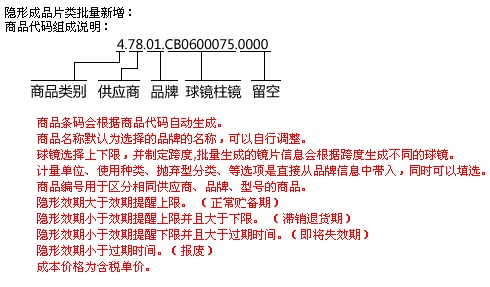 隐形成品片类批量新增：
商品代码组成说明：
4.78.01.CB0600075.0000
商品类别 供应商 品牌 球镜柱镜 留空
商品条码会根据商品代码自动生成。
商品名称默认为选择的品牌的名称，可以自行调整。
球镜选择上下限，并制定跨度,批量生成的镜片信息会根据跨度生成不同的球镜。
计量单位、使用种类、抛弃型分类、等选项是直接从品牌信息中带入，同时可以填选。
商品编号用于区分相同供应商、品牌、型号的商品。
隐形效期大于效期提醒上限。（正常贮备期）
隐形效期小于效期提醒上限并且大于下限。（滞销退货期）
隐形效期小于效期提醒下限并且大于过期时间。（即将失效期）
隐形效期小于过期时间。（报废）
成本价格为含税单价。